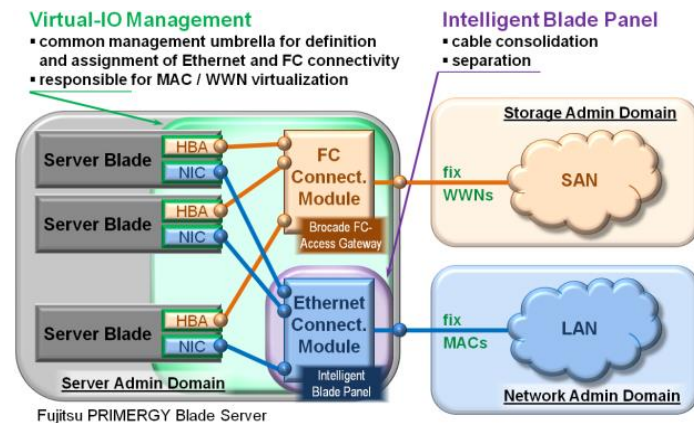 Virtual-IO Management
▪ common management umbrella for definition
and assignment of Ethernet and FC connectivity
▪ responsible for MAC / WWN virtualization
Intelligent Blade Panel
▪ cable consolidation
▪ separation
Server Blade
HBA
NIC
Server Blade
HBA
NIC
Server Blade
HBA
NIC
FC
Connect.
Module
Brocade FC-
Access Gateway
Ethernet
Connect.
Module
Intelligent
Blade Panel
Server Admin Domain
Fujitsu PRIMERGY Blade Server
Storage Admin Domain
fix
WWNs
SAN
fix
MACs
LAN
Network Admin Domain